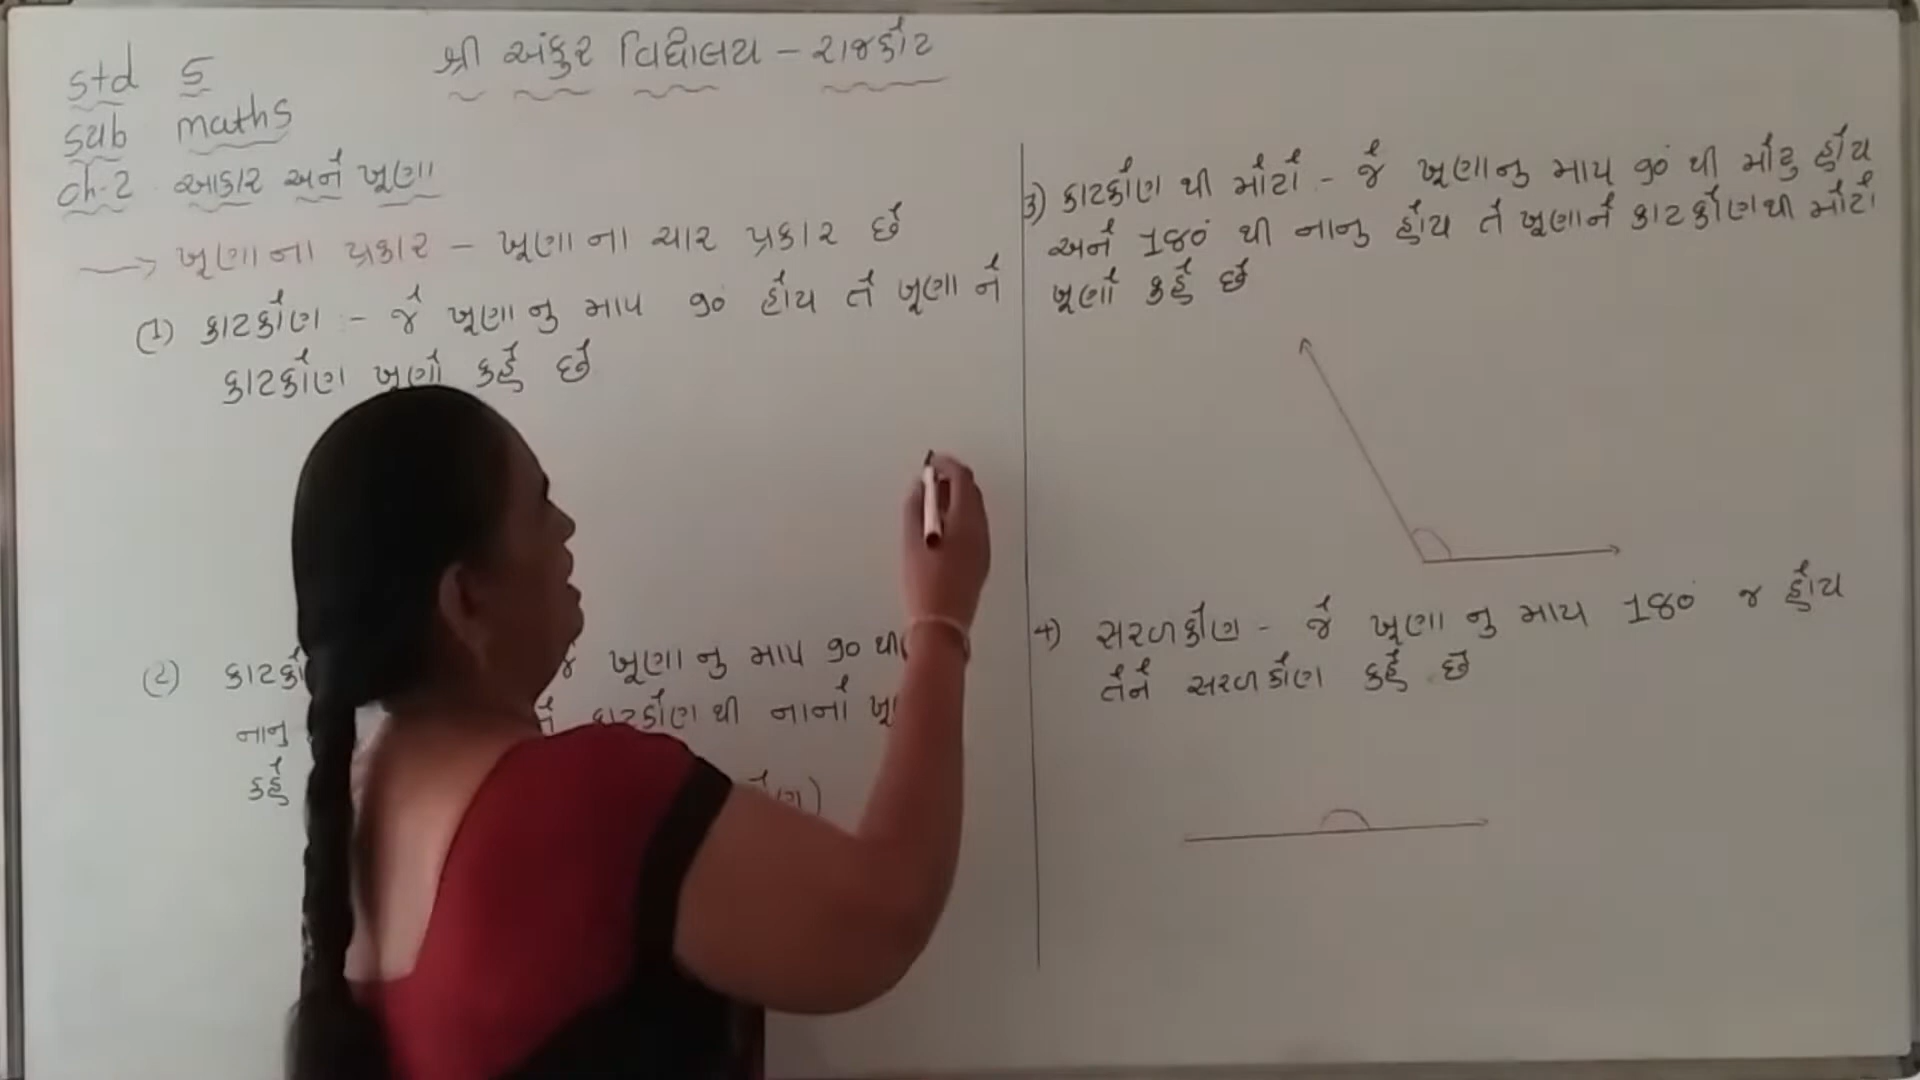 શ્રી અંકુર વિદ્યાલય - રાજકોટ
std 5
sub maths
ch-2 આકાર અને ખૂણા
→ ખૂણાના પ્રકાર - ખૂણાના ચાર પ્રકાર છે
(1) કાટકોણ :- જે ખૂણાનુ માપ 90 હોય તે ખૂણાને
કાટકોણ ખૂણો કહે છે
(2) જે ખૂણાનુ માપ 90 થી
નાનુ કાટકોણથી નાનો
કહે
3) કાટકોણ થી મોટો - જે ખૂણાનુ માપ 90° થી મોટુ હોય
અને 180° થી નાનુ હોય તે ખૂણાને કાટકોણથી મોટો
ખૂણો કહે છે
4) સરળકોણ - જે ખૂણાનુ માપ 180° જ હોય
તેને સરળકોણ કહે છે